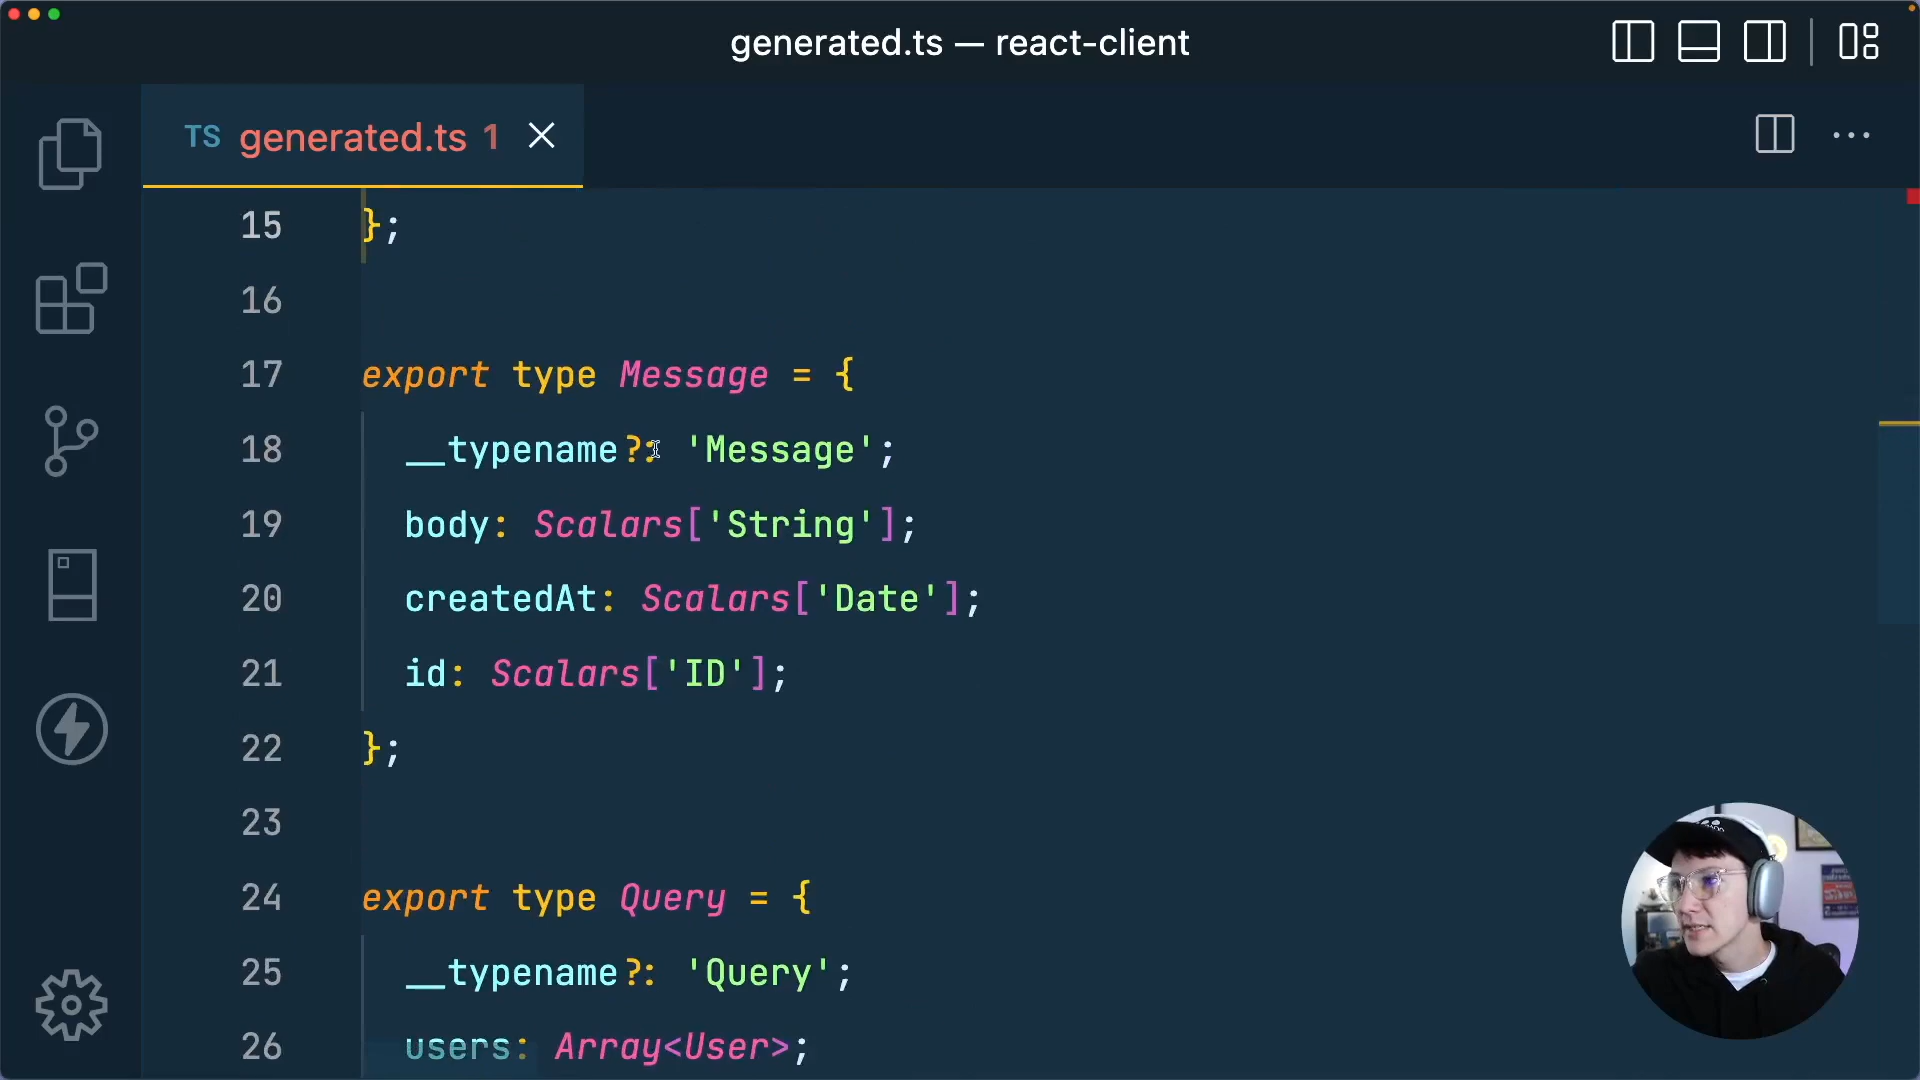 generated.ts — react-client
TS generated.ts 1
15 };
16
17 export type Message = {
18 __typename?: 'Message';
19 body: Scalars['String'];
20 createdAt: Scalars['Date'];
21 id: Scalars['ID'];
22 };
23
24 export type Query = {
25 __typename?: 'Query';
26 users: Array<User>;